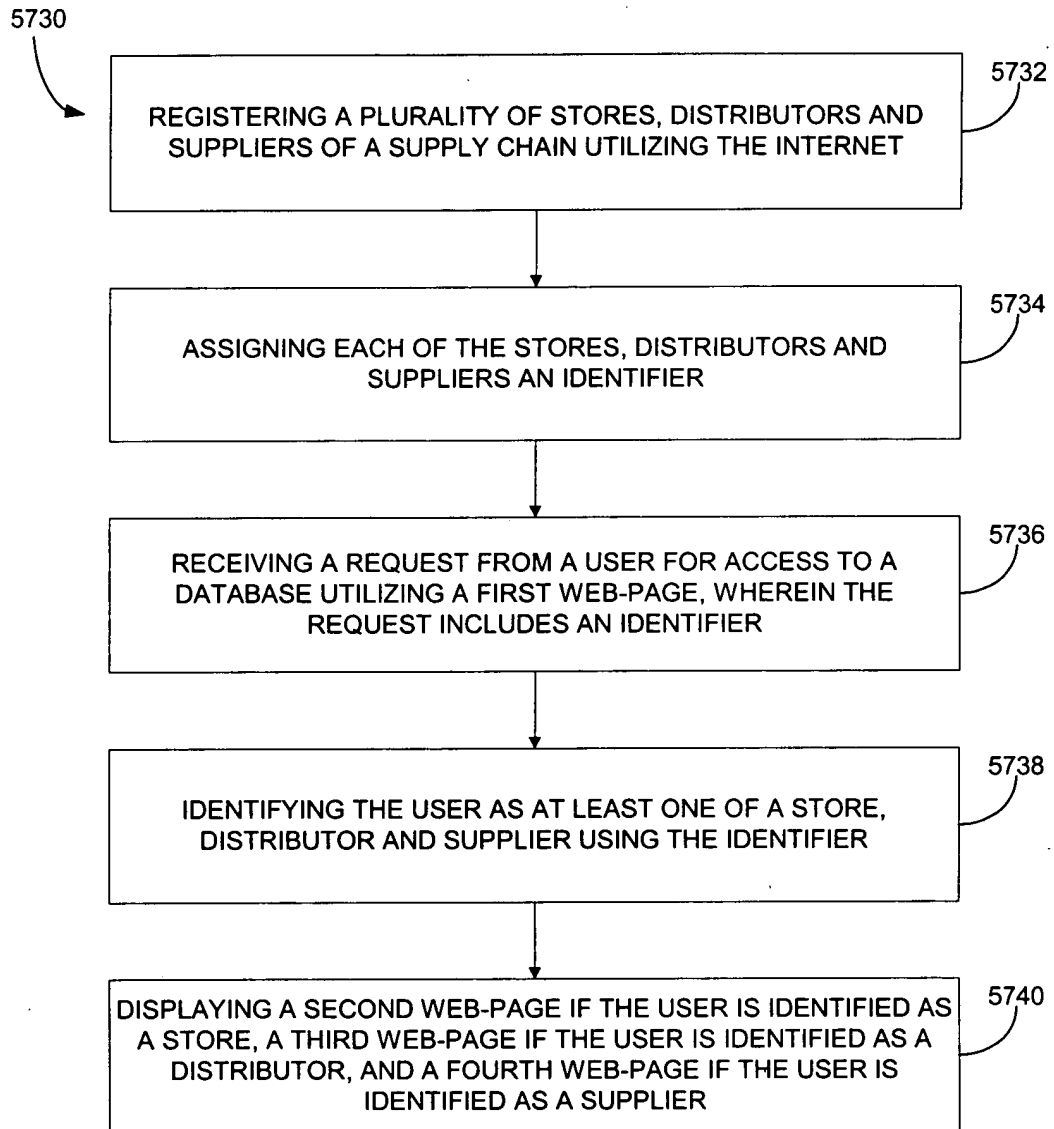 5730
5732
REGISTERING A PLURALITY OF STORES, DISTRIBUTORS AND
SUPPLIERS OF A SUPPLY CHAIN UTILIZING THE INTERNET
5734
ASSIGNING EACH OF THE STORES, DISTRIBUTORS AND
SUPPLIERS AN IDENTIFIER
5736
RECEIVING A REQUEST FROM A USER FOR ACCESS TO A
DATABASE UTILIZING A FIRST WEB-PAGE, WHEREIN THE
REQUEST INCLUDES AN IDENTIFIER
5738
IDENTIFYING THE USER AS AT LEAST ONE OF A STORE,
DISTRIBUTOR AND SUPPLIER USING THE IDENTIFIER
5740
DISPLAYING A SECOND WEB-PAGE IF THE USER IS IDENTIFIED AS
A STORE, A THIRD WEB-PAGE IF THE USER IS IDENTIFIED AS A
DISTRIBUTOR, AND A FOURTH WEB-PAGE IF THE USER IS
IDENTIFIED AS A SUPPLIER